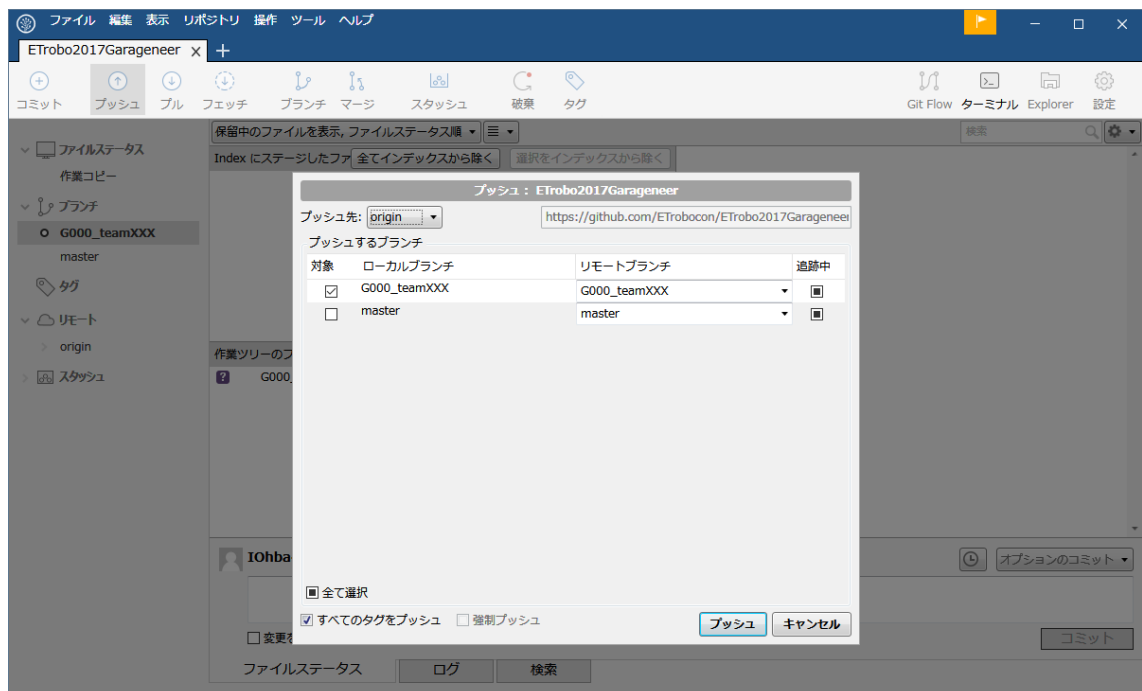 ファイル 編集 表示 リポジトリ 操作 ツール ヘルプ
ETrobo2017Garageneer
コミット プッシュ プル フェッチ ブランチ マージ スタッシュ 破棄 タグ Git Flow ターミナル Explorer 設定
保留中のファイルを表示, ファイルステータス順 検索
ファイルステータス
Index にステージしたファ 全てインデックスから除く 選択をインデックスから除く
作業コピー
ブランチ
G000_teamXXX
master
タグ
リモート
origin
スタッシュ
作業ツリーのフ
G000_
プッシュ : ETrobo2017Garageneer
プッシュ先: origin https://github.com/ETrobocon/ETrobo2017Garageneer
プッシュするブランチ
対象 ローカルブランチ リモートブランチ 追跡中
G000_teamXXX G000_teamXXX
master master
全て選択
すべてのタグをプッシュ 強制プッシュ プッシュ キャンセル
IOhba オプションのコミット
変更を コミット
ファイルステータス ログ 検索